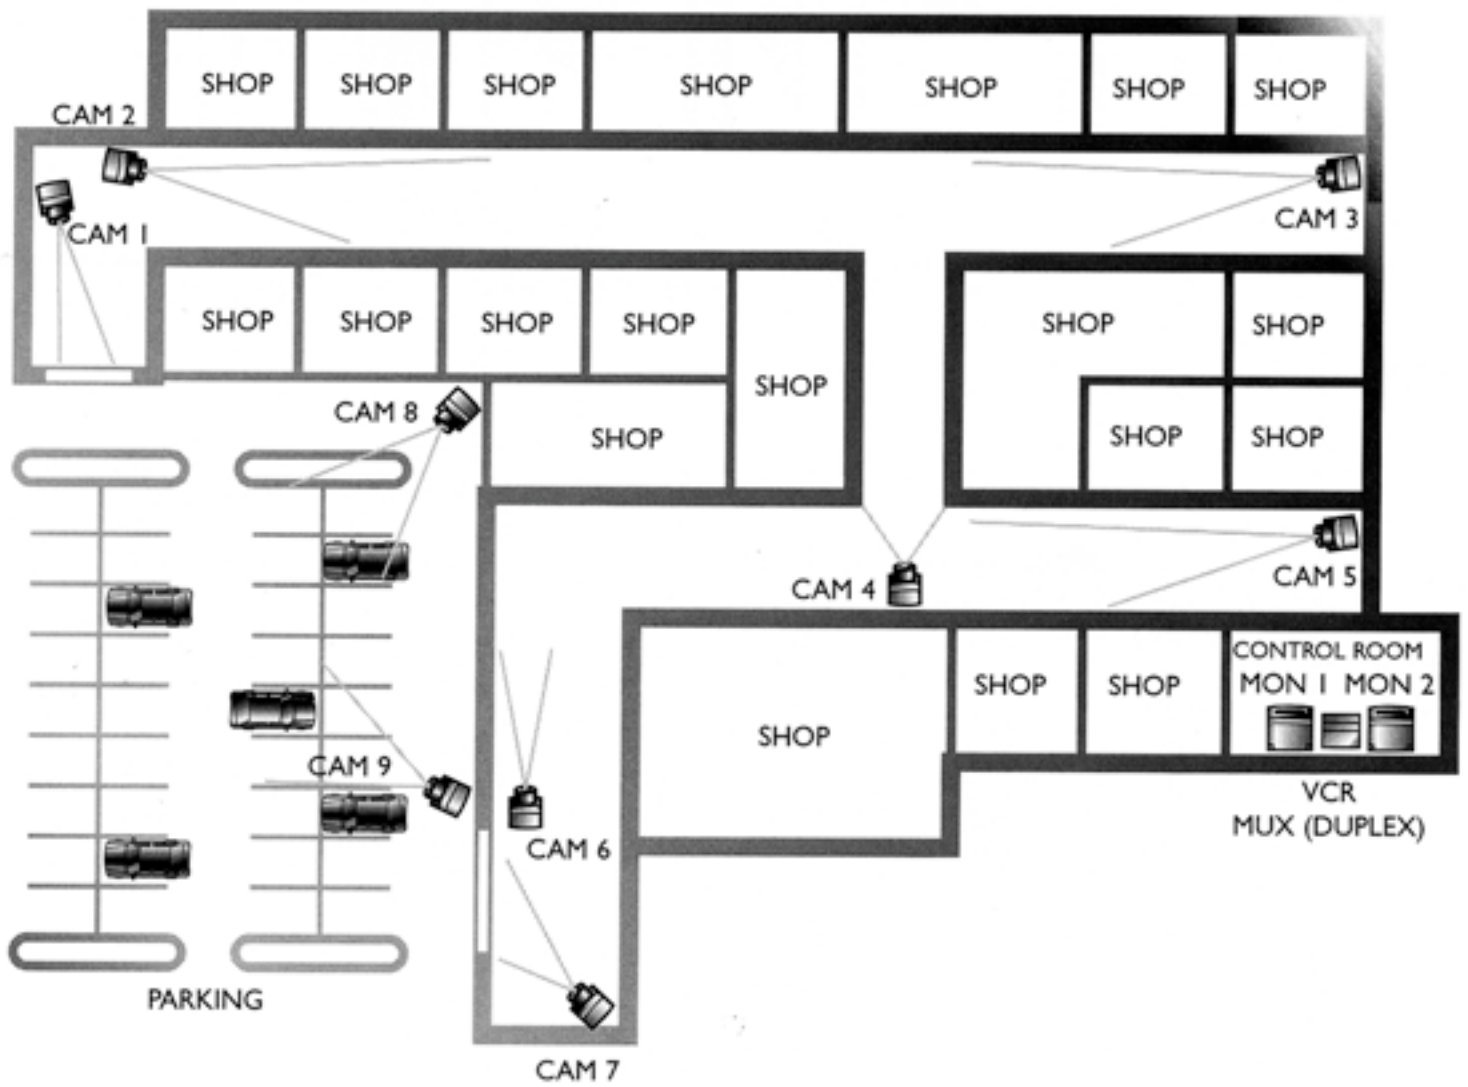 SHOP SHOP SHOP SHOP SHOP SHOP SHOP
CAM 2
CAM 1
CAM 3
SHOP SHOP SHOP SHOP SHOP SHOP
SHOP
CAM 8
SHOP SHOP SHOP
CAM 4
CAM 5
CONTROL ROOM
SHOP SHOP MON 1 MON 2
SHOP
CAM 9
VCR
MUX (DUPLEX)
CAM 6
PARKING
CAM 7